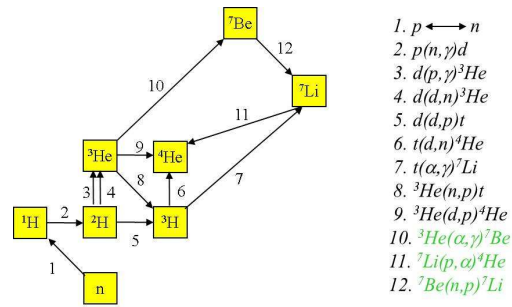 ⁷Be
12
10
⁷Li
11
³He
9
⁴He
8
3
4
6
7
¹H
2
²H
5
³H
1
n
1. p ⟷ n
2. p(n,γ)d
3. d(p,γ)³He
4. d(d,n)³He
5. d(d,p)t
6. t(d,n)⁴He
7. t(α,γ)⁷Li
8. ³He(n,p)t
9. ³He(d,p)⁴He
10. ³He(α,γ)⁷Be
11. ⁷Li(p,α)⁴He
12. ⁷Be(n,p)⁷Li